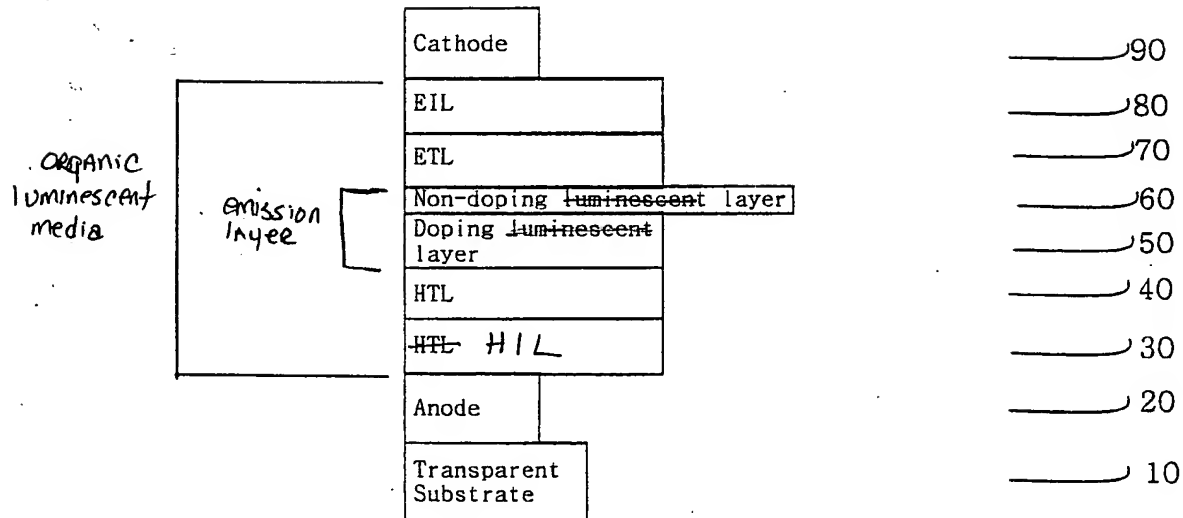 Cathode
90
EIL
80
ETL
70
organic
luminescent
media
emission
layer
Non-doping luminescent layer
60
Doping luminescent
layer
50
HTL
40
HTL HIL
30
Anode
20
Transparent
Substrate
10